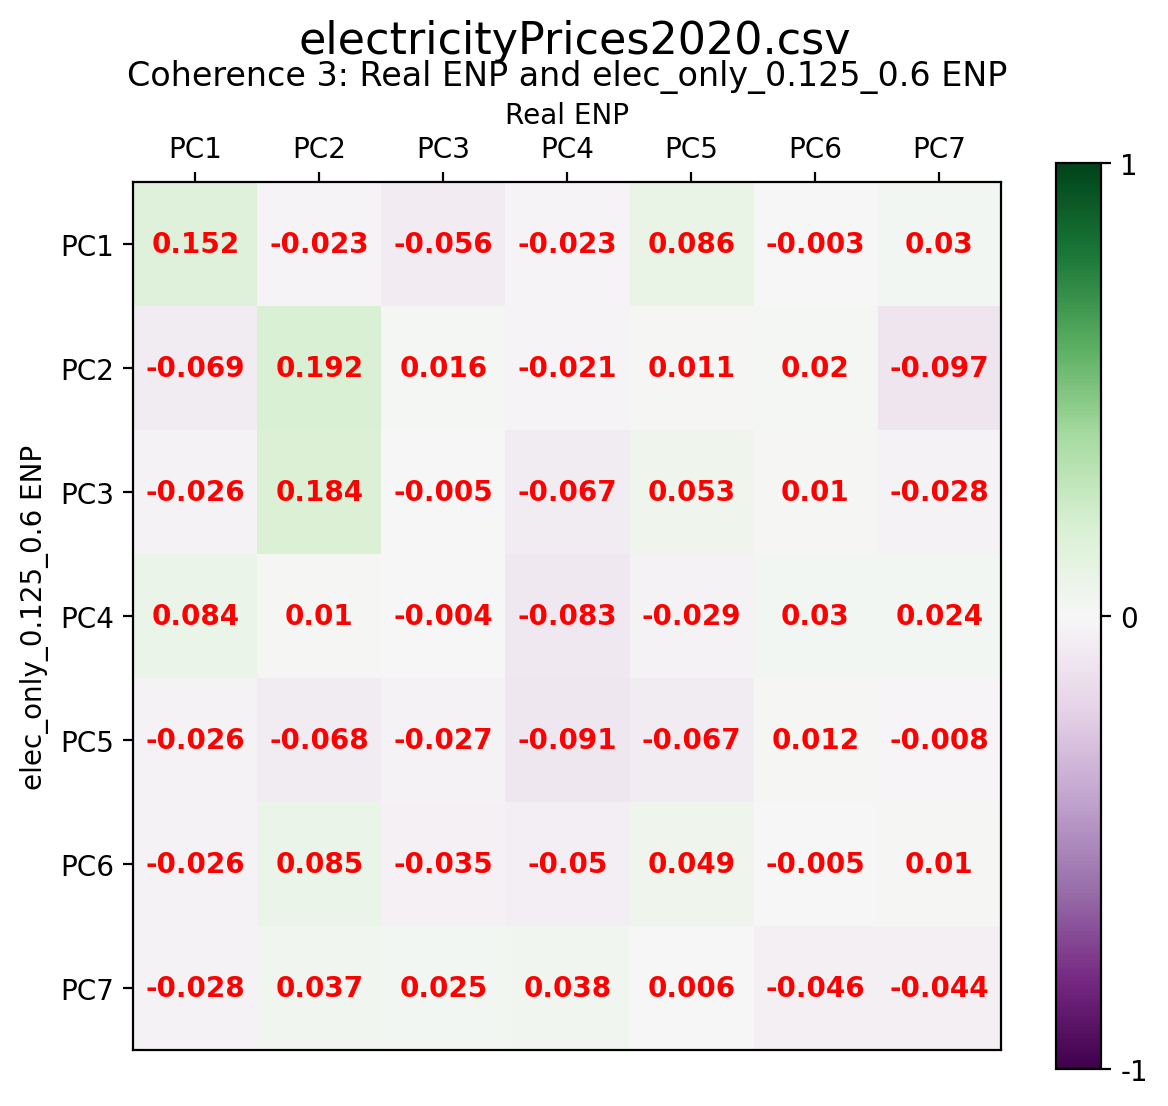 electricityPrices2020.csv
Coherence 3: Real ENP and elec_only_0.125_0.6 ENP
Real ENP
PC1 PC2 PC3 PC4 PC5 PC6 PC7
elec_only_0.125_0.6 ENP
PC1 0.152 -0.023 -0.056 -0.023 0.086 -0.003 0.03
PC2 -0.069 0.192 0.016 -0.021 0.011 0.02 -0.097
PC3 -0.026 0.184 -0.005 -0.067 0.053 0.01 -0.028
PC4 0.084 0.01 -0.004 -0.083 -0.029 0.03 0.024
PC5 -0.026 -0.068 -0.027 -0.091 -0.067 0.012 -0.008
PC6 -0.026 0.085 -0.035 -0.05 0.049 -0.005 0.01
PC7 -0.028 0.037 0.025 0.038 0.006 -0.046 -0.044
1
0
-1